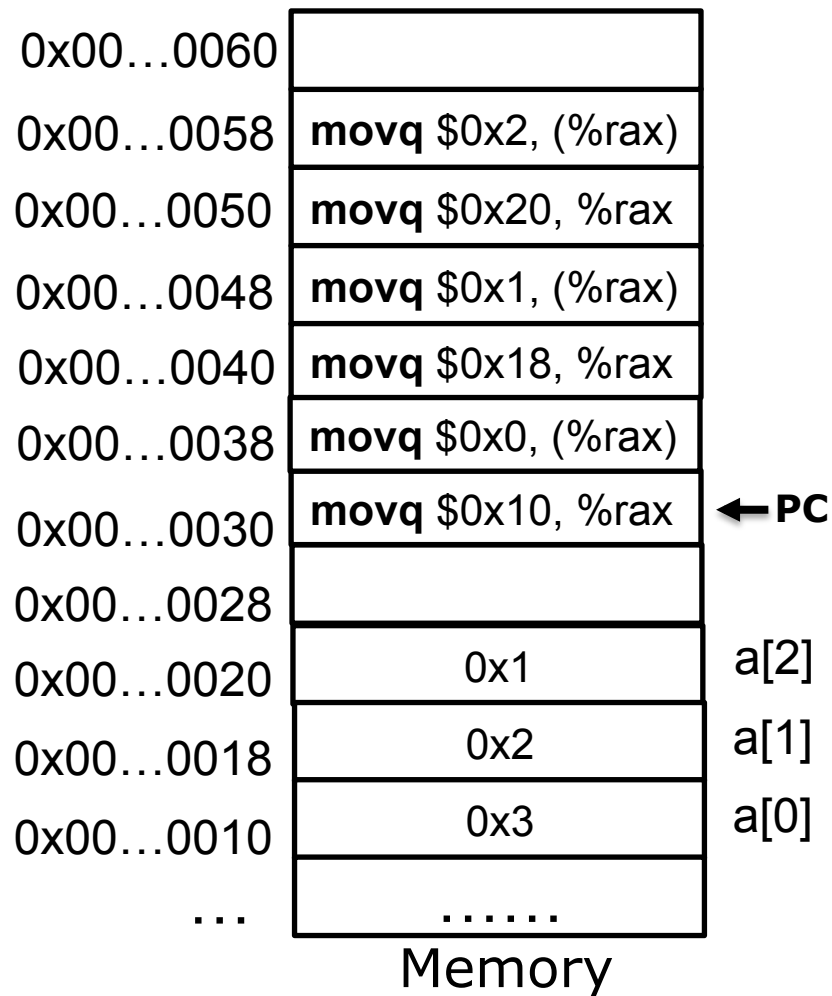 0x00…0060
0x00…0058 movq $0x2, (%rax)
0x00…0050 movq $0x20, %rax
0x00…0048 movq $0x1, (%rax)
0x00…0040 movq $0x18, %rax
0x00…0038 movq $0x0, (%rax)
0x00…0030 movq $0x10, %rax PC
0x00…0028
0x00…0020 0x1 a[2]
0x00…0018 0x2 a[1]
0x00…0010 0x3 a[0]
… ……
Memory